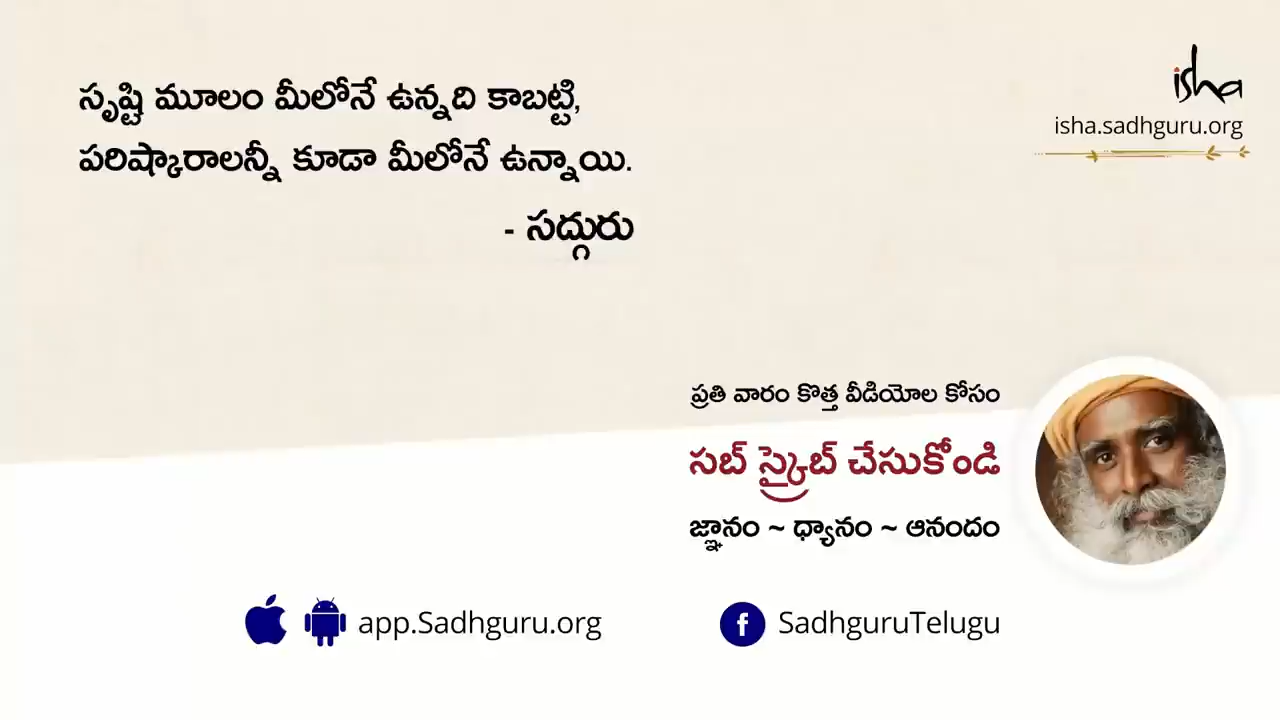 సృష్టి మూలం మీలోనే ఉన్నది కాబట్టి,
పరిష్కారాలన్నీ కూడా మీలోనే ఉన్నాయి.
- సద్గురు
isha
isha.sadhguru.org
ప్రతి వారం కొత్త వీడియోల కోసం
సబ్ స్క్రైబ్ చేసుకోండి
జ్ఞానం ~ ధ్యానం ~ ఆనందం
app.Sadhguru.org
f SadhguruTelugu